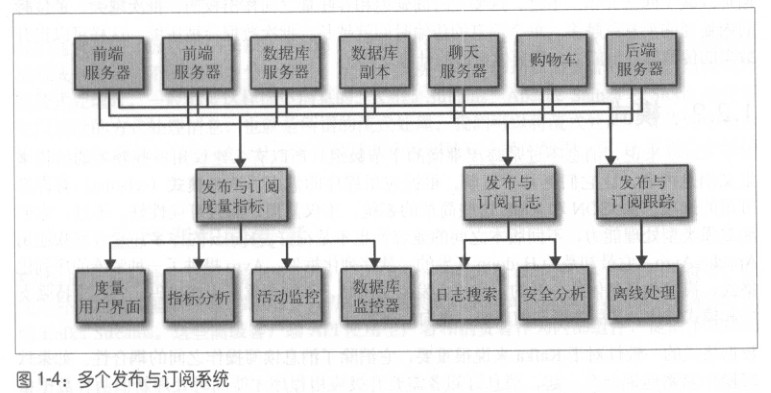 前端
服务器
前端
服务器
数据库
服务器
数据库
副本
聊天
服务器
购物车
后端
服务器
发布与订阅
度量指标
发布与
订阅日志
发布与
订阅跟踪
度量
用户界面
指标分析
活动监控
数据库
监控器
日志搜索
安全分析
离线处理
图1-4：多个发布与订阅系统